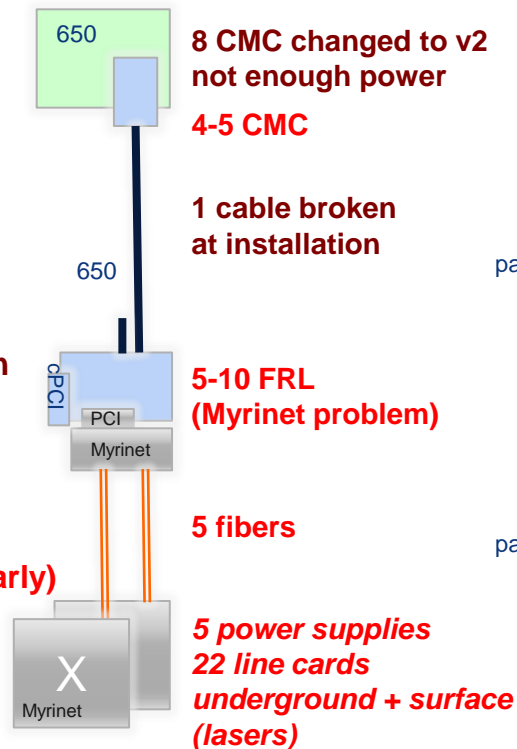 650
8 CMC changed to v2
not enough power
4-5 CMC
1 cable broken
at installation
650
cPCI
PCI
Myrinet
5-10 FRL
(Myrinet problem)
5 fibers
arly)
X
Myrinet
5 power supplies
22 line cards
underground + surface
(lasers)